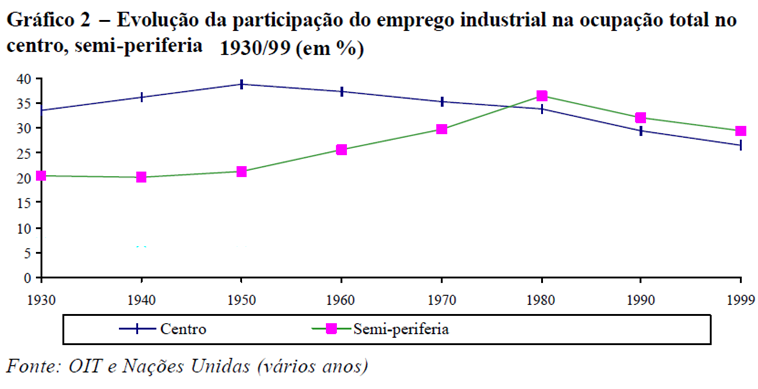 Gráfico 2 – Evolução da participação do emprego industrial na ocupação total no
centro, semi-periferia 1930/99 (em %)
40
35
30
25
20
15
10
5
0
1930 1940 1950 1960 1970 1980 1990 1999
Centro Semi-periferia
Fonte: OIT e Nações Unidas (vários anos)